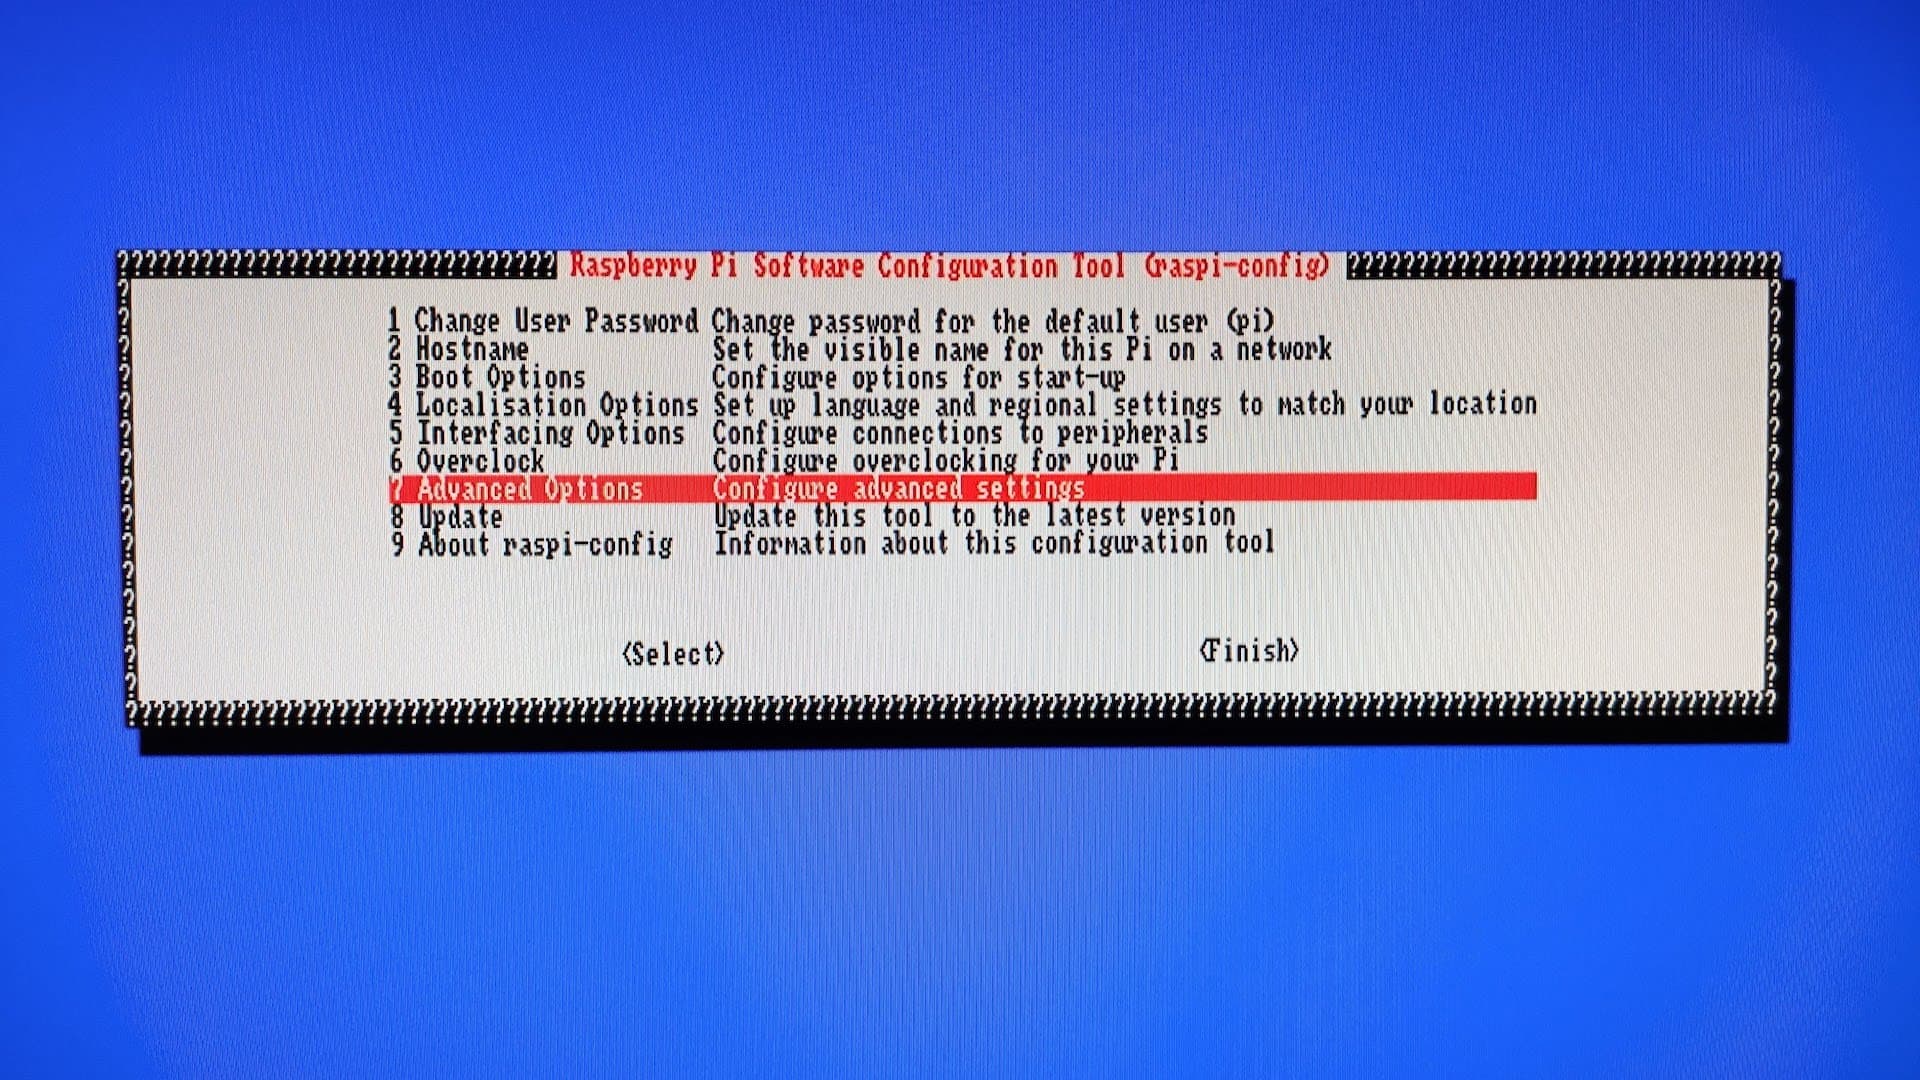 Raspberry Pi Software Configuration Tool (raspi-config)
1 Change User Password Change password for the default user (pi)
2 Hostname Set the visible name for this Pi on a network
3 Boot Options Configure options for start-up
4 Localisation Options Set up language and regional settings to match your location
5 Interfacing Options Configure connections to peripherals
6 Overclock Configure overclocking for your Pi
7 Advanced Options Configure advanced settings
8 Update Update this tool to the latest version
9 About raspi-config Information about this configuration tool
<Select> <Finish>